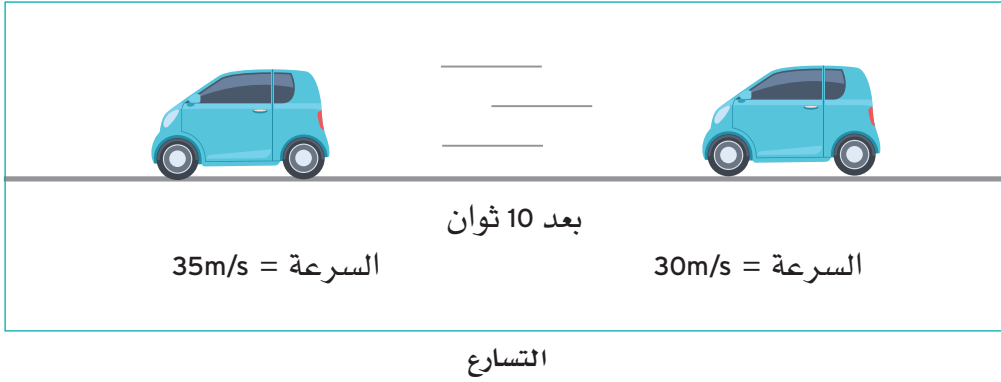 بعد 10 ثوان
السرعة = 30m/s
السرعة = 35m/s
التسارع